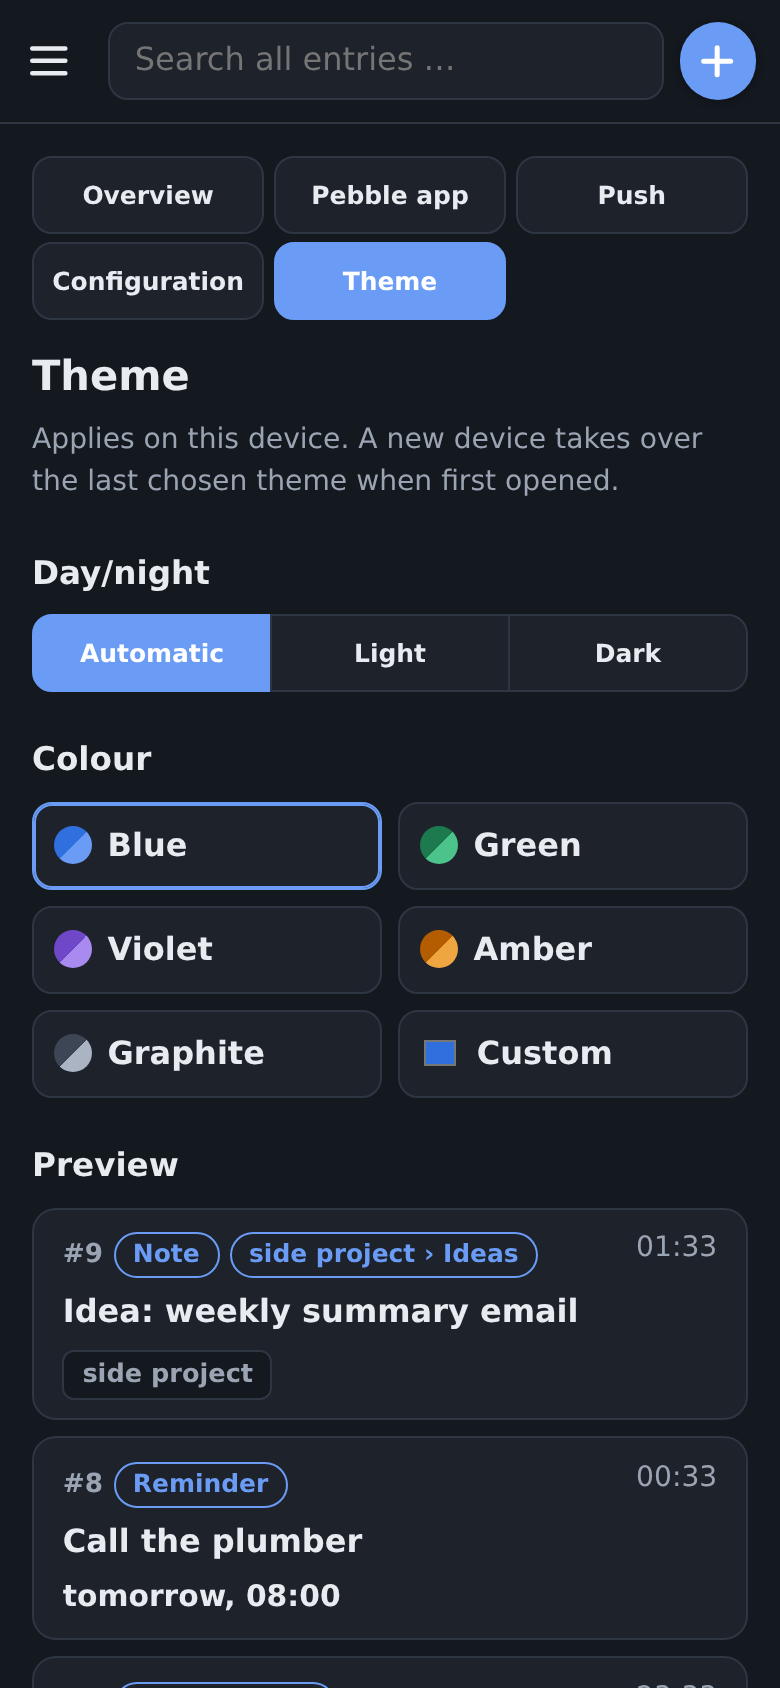 Search all entries …
Overview
Pebble app
Push
Configuration
Theme
Theme
Applies on this device. A new device takes over
the last chosen theme when first opened.
Day/night
Automatic
Light
Dark
Colour
Blue
Green
Violet
Amber
Graphite
Custom
Preview
#9 Note side project › Ideas 01:33
Idea: weekly summary email
side project
#8 Reminder 00:33
Call the plumber
tomorrow, 08:00